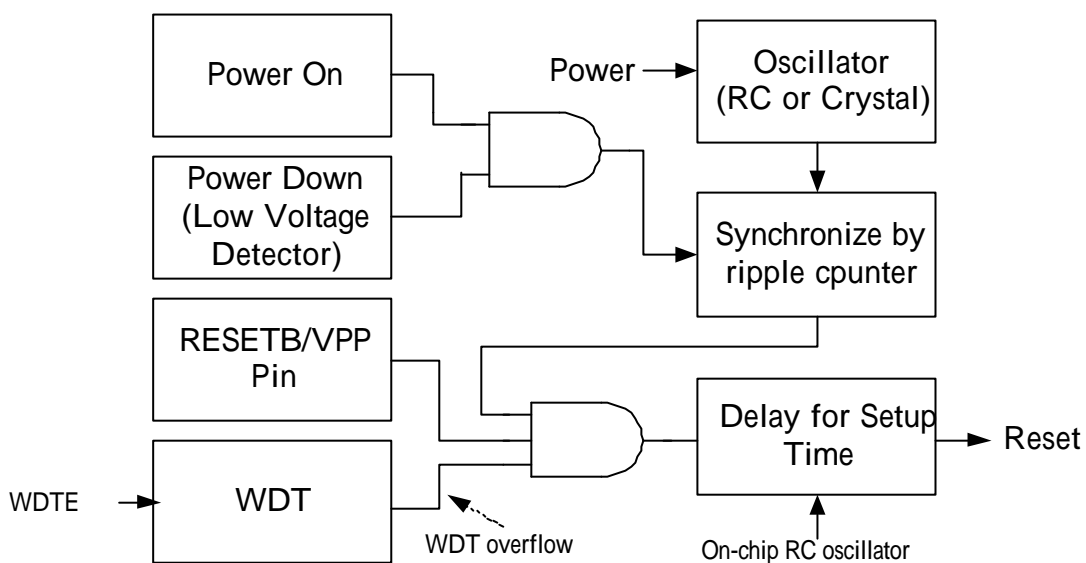 Power On
Power
Oscillator
(RC or Crystal)
Power Down
(Low Voltage
Detector)
Synchronize by
ripple cpunter
RESETB/VPP
Pin
Delay for Setup
Time
Reset
WDTE
WDT
WDT overflow
On-chip RC oscillator